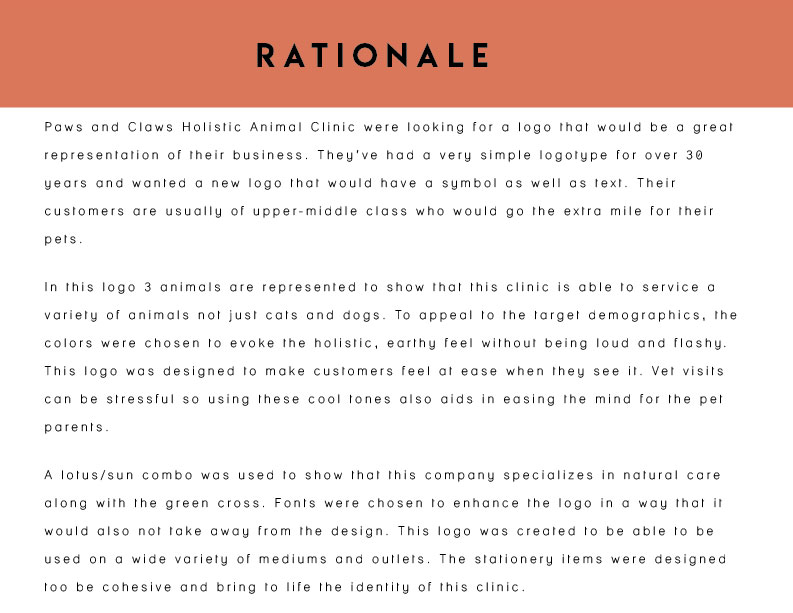 RATIONALE
Paws and Claws Holistic Animal Clinic were looking for a logo that would be a great
representation of their business. They've had a very simple logotype for over 30
years and wanted a new logo that would have a symbol as well as text. Their
customers are usually of upper-middle class who would go the extra mile for their
pets.
In this logo 3 animals are represented to show that this clinic is able to service a
variety of animals not just cats and dogs. To appeal to the target demographics, the
colors were chosen to evoke the holistic, earthy feel without being loud and flashy.
This logo was designed to make customers feel at ease when they see it. Vet visits
can be stressful so using these cool tones also aids in easing the mind for the pet
parents.
A lotus/sun combo was used to show that this company specializes in natural care
along with the green cross. Fonts were chosen to enhance the logo in a way that it
would also not take away from the design. This logo was created to be able to be
used on a wide variety of mediums and outlets. The stationery items were designed
too be cohesive and bring to life the identity of this clinic.